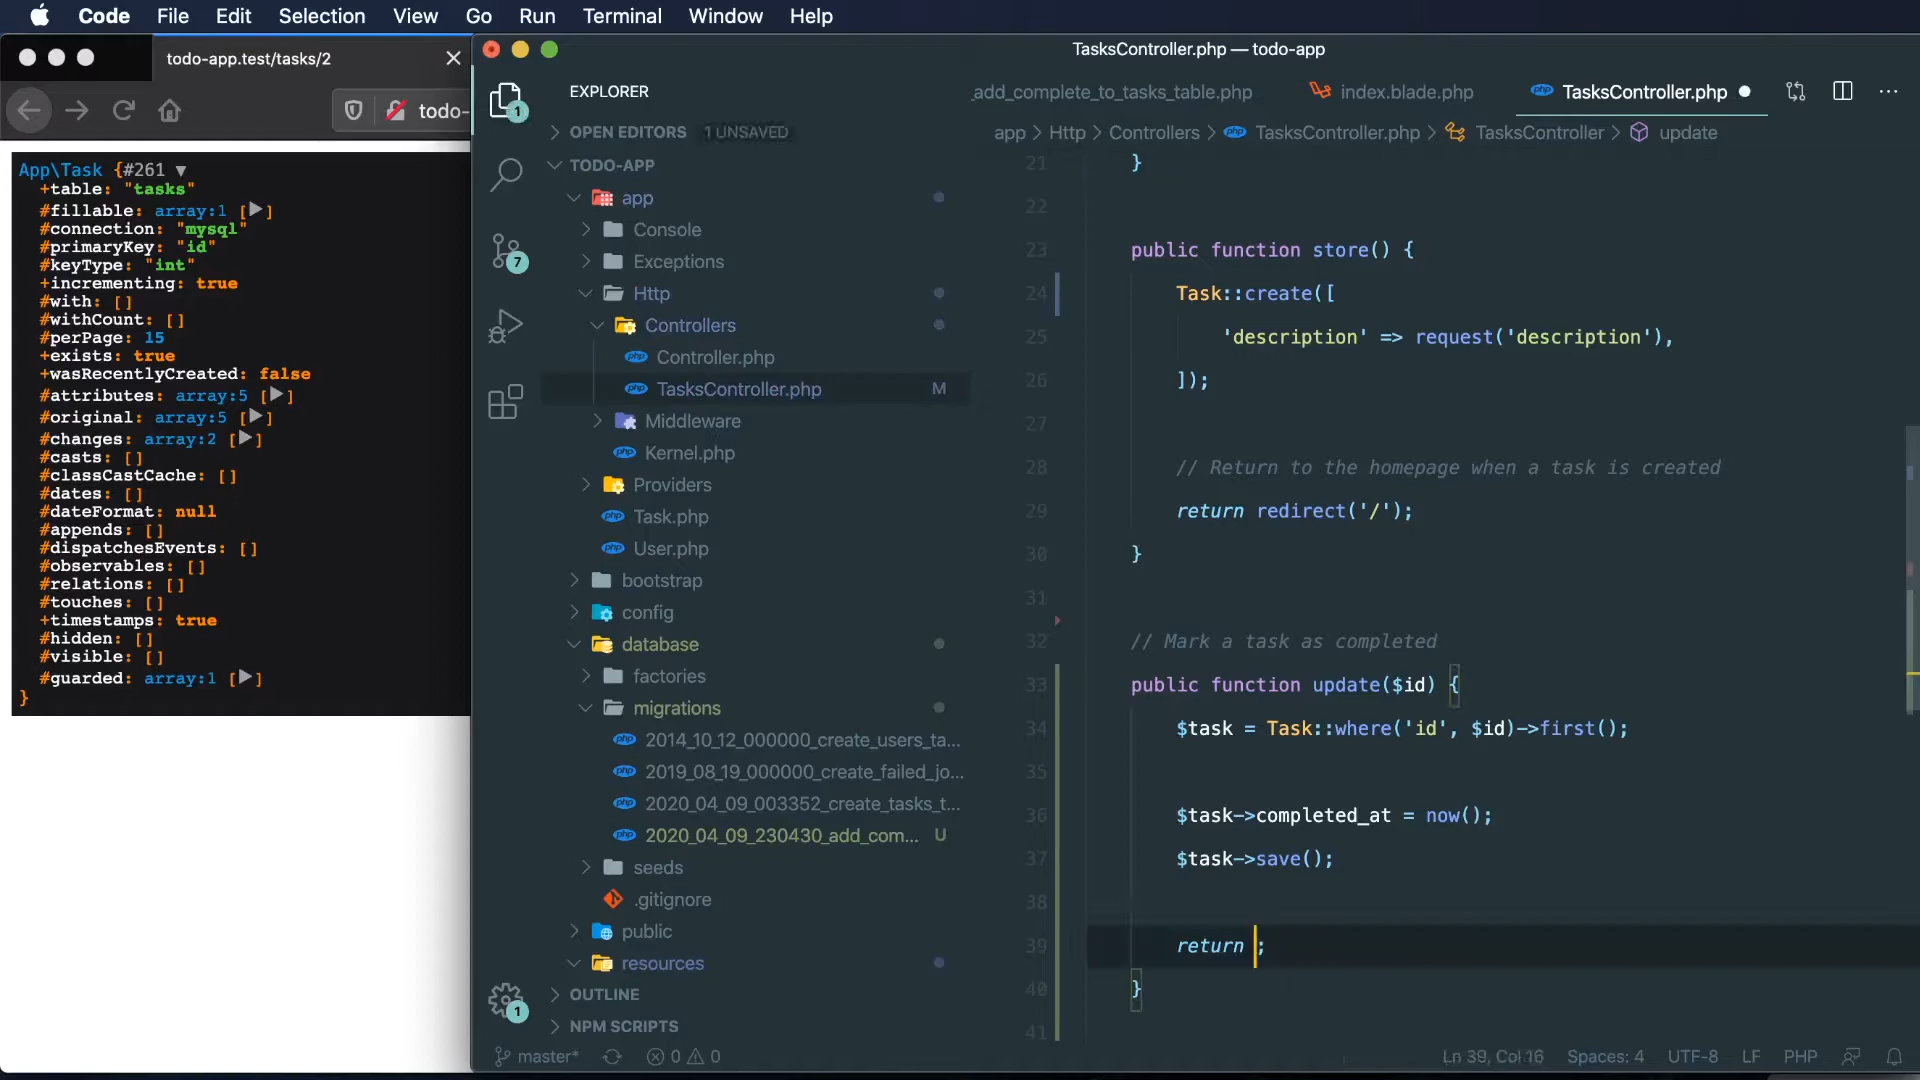 Code File Edit Selection View Go Run Terminal Window Help
todo-app.test/tasks/2
todo-
App\Task {#261 ▼
+table: "tasks"
#fillable: array:1 [▶]
#connection: "mysql"
#primaryKey: "id"
#keyType: "int"
+incrementing: true
#with: []
#withCount: []
#perPage: 15
+exists: true
+wasRecentlyCreated: false
#attributes: array:5 [▶]
#original: array:5 [▶]
#changes: array:2 [▶]
#casts: []
#classCastCache: []
#dates: []
#dateFormat: null
#appends: []
#dispatchesEvents: []
#observables: []
#relations: []
#touches: []
+timestamps: true
#hidden: []
#visible: []
#guarded: array:1 [▶]
}
TasksController.php — todo-app
1
7
1
EXPLORER
OPEN EDITORS 1 UNSAVED
TODO-APP
app
Console
Exceptions
Http
Controllers
Controller.php
TasksController.php M
Middleware
Kernel.php
Providers
Task.php
User.php
bootstrap
config
database
factories
migrations
2014_10_12_000000_create_users_ta...
2019_08_19_000000_create_failed_jo...
2020_04_09_003352_create_tasks_t...
2020_04_09_230430_add_com... U
seeds
.gitignore
public
resources
OUTLINE
NPM SCRIPTS
_add_complete_to_tasks_table.php index.blade.php TasksController.php
app > Http > Controllers > TasksController.php > TasksController > update
21 }
22
23 public function store() {
24 Task::create([
25 'description' => request('description'),
26 ]);
27
28 // Return to the homepage when a task is created
29 return redirect('/');
30 }
31
32 // Mark a task as completed
33 public function update($id) {
34 $task = Task::where('id', $id)->first();
35
36 $task->completed_at = now();
37 $task->save();
38
39 return ;
40 }
41
master* 0 0 Ln 39, Col 16 Spaces: 4 UTF-8 LF PHP